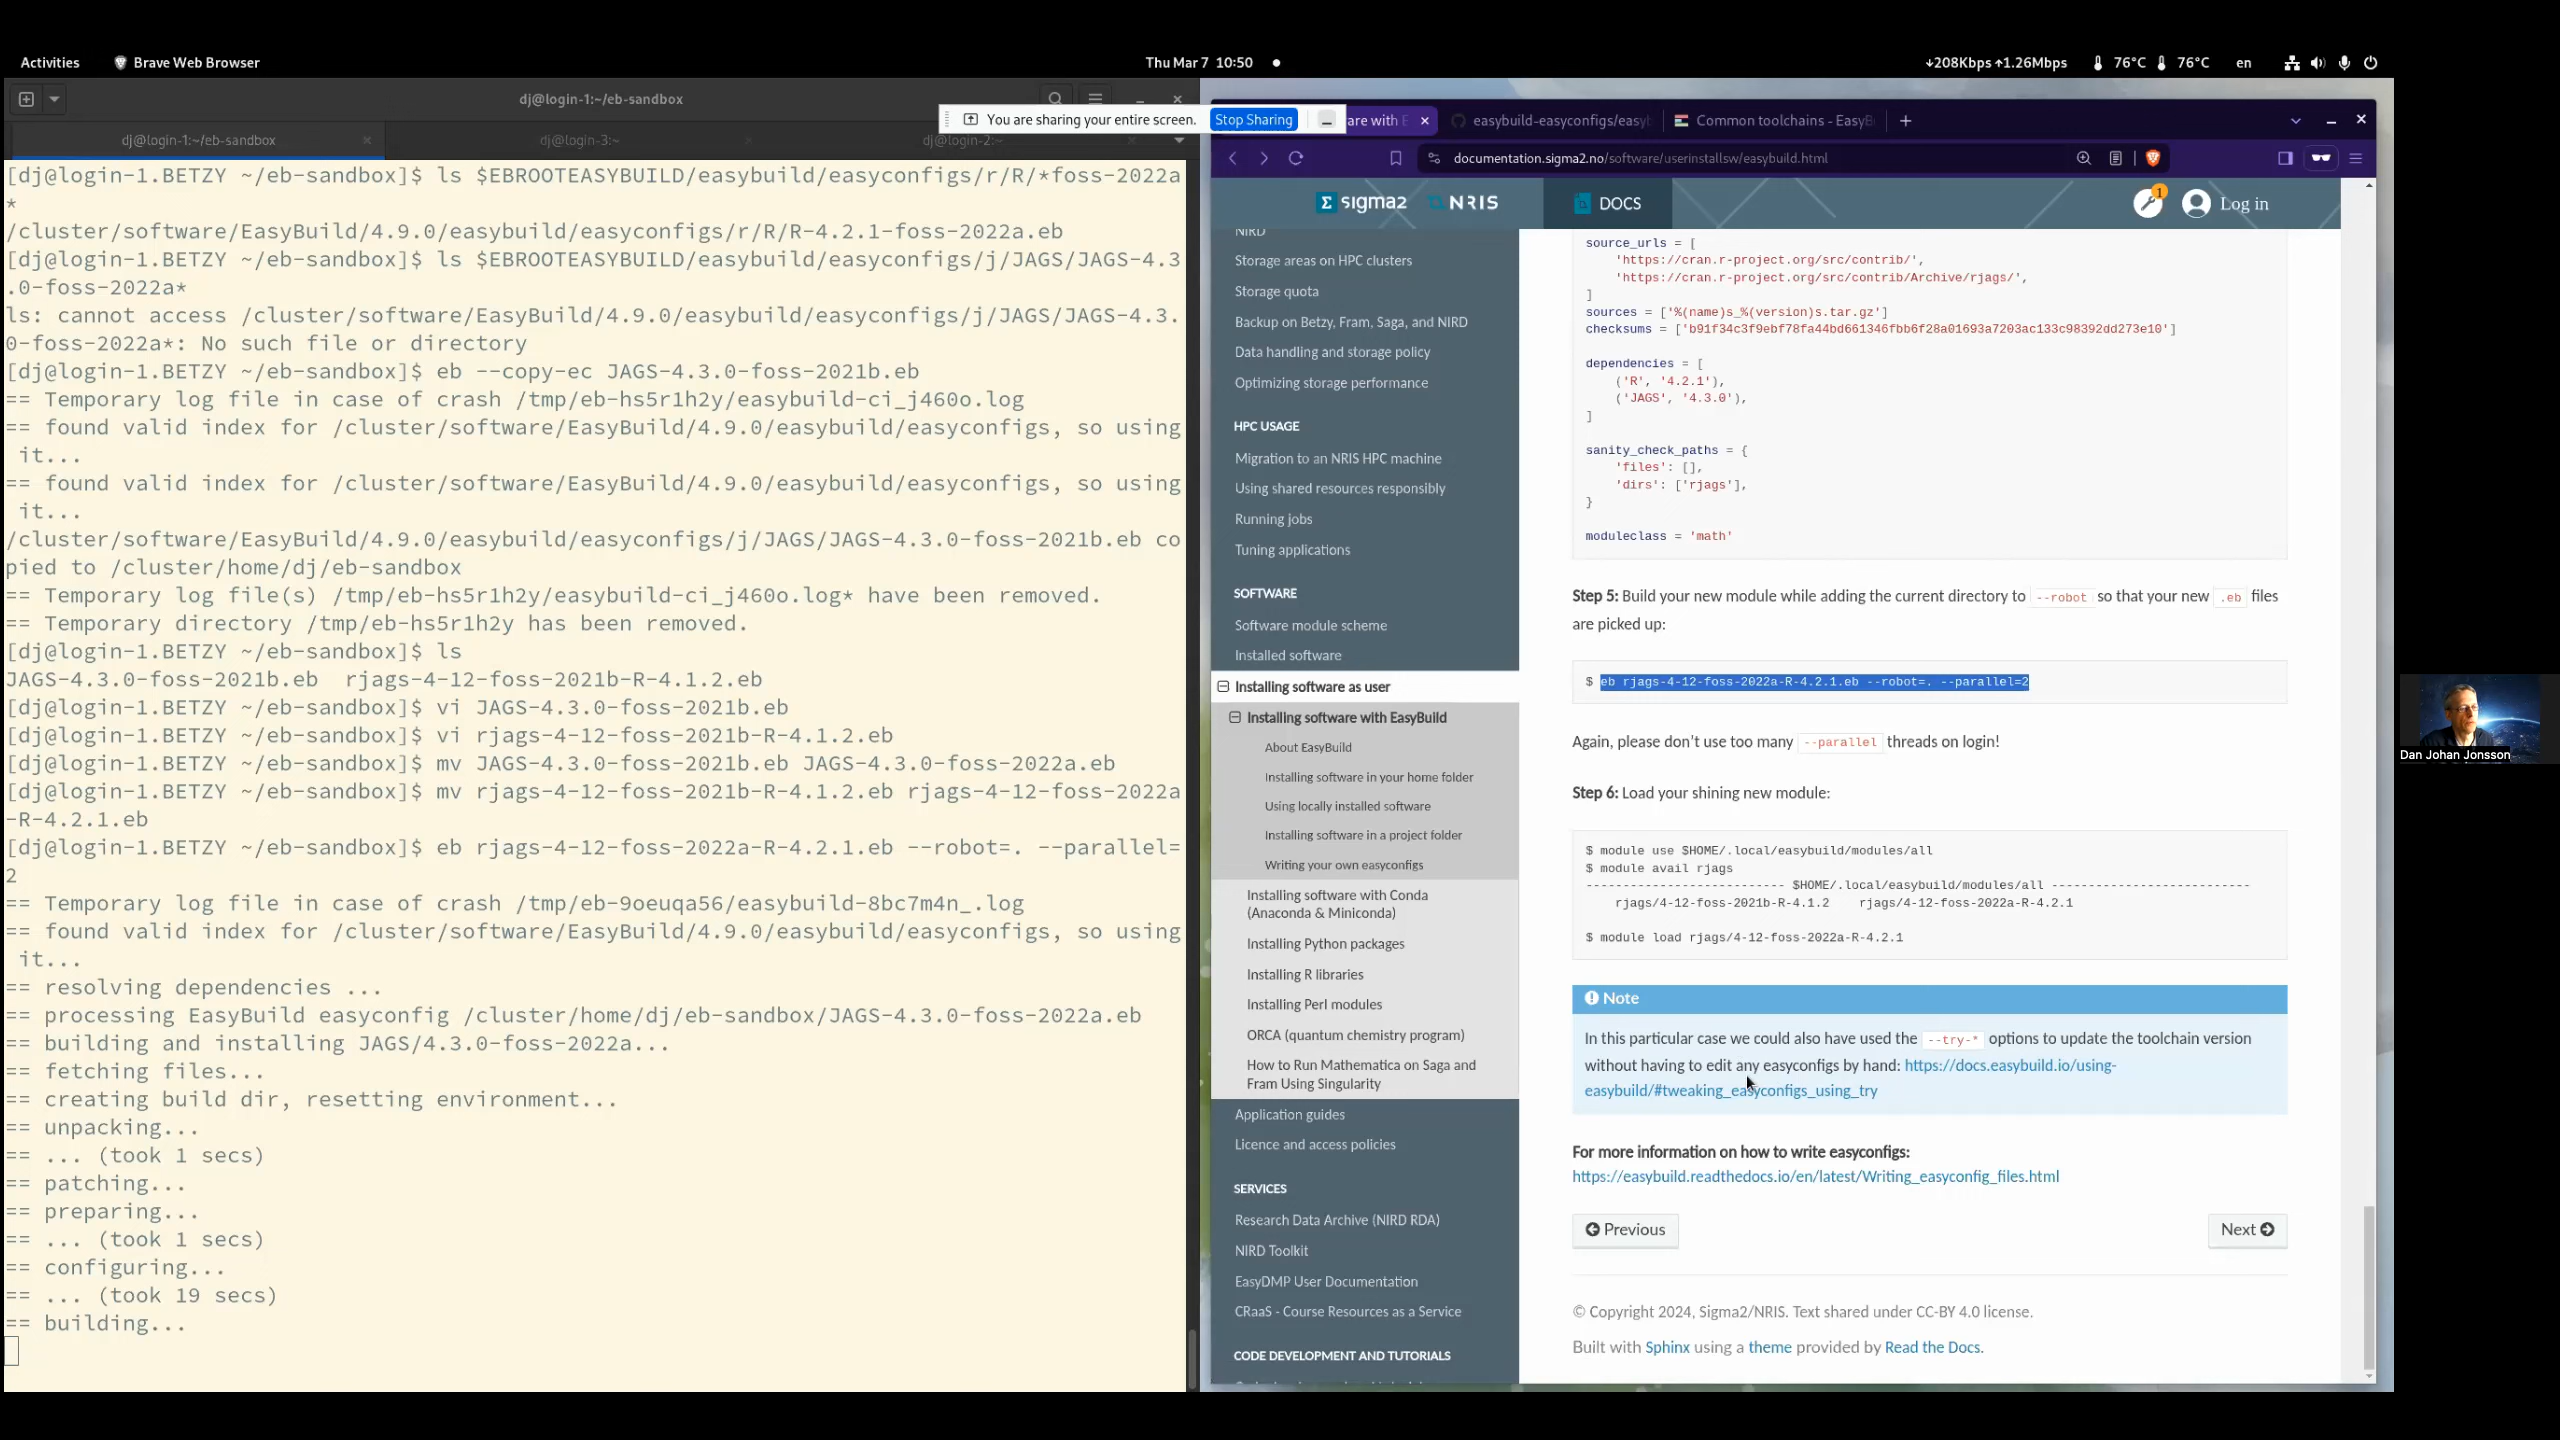 Activities
Brave Web Browser
Thu Mar 7 10:50
↓208Kbps ↑1.26Mbps
76°C
76°C
en
dj@login-1:~/eb-sandbox
dj@login-1:~/eb-sandbox
dj@login-3:~
dj@login-2:~
[dj@login-1.BETZY ~/eb-sandbox]$ ls $EBROOTEASYBUILD/easybuild/easyconfigs/r/R/*foss-2022a
*
/cluster/software/EasyBuild/4.9.0/easybuild/easyconfigs/r/R/R-4.2.1-foss-2022a.eb
[dj@login-1.BETZY ~/eb-sandbox]$ ls $EBROOTEASYBUILD/easybuild/easyconfigs/j/JAGS/JAGS-4.3
.0-foss-2022a*
ls: cannot access /cluster/software/EasyBuild/4.9.0/easybuild/easyconfigs/j/JAGS/JAGS-4.3.
0-foss-2022a*: No such file or directory
[dj@login-1.BETZY ~/eb-sandbox]$ eb --copy-ec JAGS-4.3.0-foss-2021b.eb
== Temporary log file in case of crash /tmp/eb-hs5r1h2y/easybuild-ci_j460o.log
== found valid index for /cluster/software/EasyBuild/4.9.0/easybuild/easyconfigs, so using
it...
== found valid index for /cluster/software/EasyBuild/4.9.0/easybuild/easyconfigs, so using
it...
/cluster/software/EasyBuild/4.9.0/easybuild/easyconfigs/j/JAGS/JAGS-4.3.0-foss-2021b.eb co
pied to /cluster/home/dj/eb-sandbox
== Temporary log file(s) /tmp/eb-hs5r1h2y/easybuild-ci_j460o.log* have been removed.
== Temporary directory /tmp/eb-hs5r1h2y has been removed.
[dj@login-1.BETZY ~/eb-sandbox]$ ls
JAGS-4.3.0-foss-2021b.eb  rjags-4-12-foss-2021b-R-4.1.2.eb
[dj@login-1.BETZY ~/eb-sandbox]$ vi JAGS-4.3.0-foss-2021b.eb
[dj@login-1.BETZY ~/eb-sandbox]$ vi rjags-4-12-foss-2021b-R-4.1.2.eb
[dj@login-1.BETZY ~/eb-sandbox]$ mv JAGS-4.3.0-foss-2021b.eb JAGS-4.3.0-foss-2022a.eb
[dj@login-1.BETZY ~/eb-sandbox]$ mv rjags-4-12-foss-2021b-R-4.1.2.eb rjags-4-12-foss-2022a
-R-4.2.1.eb
[dj@login-1.BETZY ~/eb-sandbox]$ eb rjags-4-12-foss-2022a-R-4.2.1.eb --robot=. --parallel=
2
== Temporary log file in case of crash /tmp/eb-9oeuqa56/easybuild-8bc7m4n_.log
== found valid index for /cluster/software/EasyBuild/4.9.0/easybuild/easyconfigs, so using
it...
== resolving dependencies ...
== processing EasyBuild easyconfig /cluster/home/dj/eb-sandbox/JAGS-4.3.0-foss-2022a.eb
== building and installing JAGS/4.3.0-foss-2022a...
== fetching files...
== creating build dir, resetting environment...
== unpacking...
== ... (took 1 secs)
== patching...
== preparing...
== ... (took 1 secs)
== configuring...
== ... (took 19 secs)
== building...
You are sharing your entire screen.
Stop Sharing
are with E
easybuild-easyconfigs/easyb
Common toolchains - EasyB
documentation.sigma2.no/software/userinstallsw/easybuild.html
Σ sigma2 NRIS
DOCS
1
Log in
NIRD
Storage areas on HPC clusters
Storage quota
Backup on Betzy, Fram, Saga, and NIRD
Data handling and storage policy
Optimizing storage performance
HPC USAGE
Migration to an NRIS HPC machine
Using shared resources responsibly
Running jobs
Tuning applications
SOFTWARE
Software module scheme
Installed software
Installing software as user
Installing software with EasyBuild
About EasyBuild
Installing software in your home folder
Using locally installed software
Installing software in a project folder
Writing your own easyconfigs
Installing software with Conda
(Anaconda & Miniconda)
Installing Python packages
Installing R libraries
Installing Perl modules
ORCA (quantum chemistry program)
How to Run Mathematica on Saga and
Fram Using Singularity
Application guides
Licence and access policies
SERVICES
Research Data Archive (NIRD RDA)
NIRD Toolkit
EasyDMP User Documentation
CRaaS - Course Resources as a Service
CODE DEVELOPMENT AND TUTORIALS
source_urls = [
'https://cran.r-project.org/src/contrib/',
'https://cran.r-project.org/src/contrib/Archive/rjags/',
]
sources = ['%(name)s_%(version)s.tar.gz']
checksums = ['b91f34c3f9ebf78fa44bd661346fbb6f28a01693a7203ac133c98392dd273e10']
dependencies = [
('R', '4.2.1'),
('JAGS', '4.3.0'),
]
sanity_check_paths = {
'files': [],
'dirs': ['rjags'],
}
moduleclass = 'math'
Step 5: Build your new module while adding the current directory to --robot so that your new .eb files
are picked up:
$ eb rjags-4-12-foss-2022a-R-4.2.1.eb --robot=. --parallel=2
Again, please don't use too many --parallel threads on login!
Step 6: Load your shining new module:
$ module use $HOME/.local/easybuild/modules/all
$ module avail rjags
--------------------------- $HOME/.local/easybuild/modules/all ---------------------------
rjags/4-12-foss-2021b-R-4.1.2    rjags/4-12-foss-2022a-R-4.2.1
$ module load rjags/4-12-foss-2022a-R-4.2.1
Note
In this particular case we could also have used the --try-* options to update the toolchain version
without having to edit any easyconfigs by hand: https://docs.easybuild.io/using-
easybuild/#tweaking_easyconfigs_using_try
For more information on how to write easyconfigs:
https://easybuild.readthedocs.io/en/latest/Writing_easyconfig_files.html
Previous
Next
© Copyright 2024, Sigma2/NRIS. Text shared under CC-BY 4.0 license.
Built with Sphinx using a theme provided by Read the Docs.
Dan Johan Jonsson